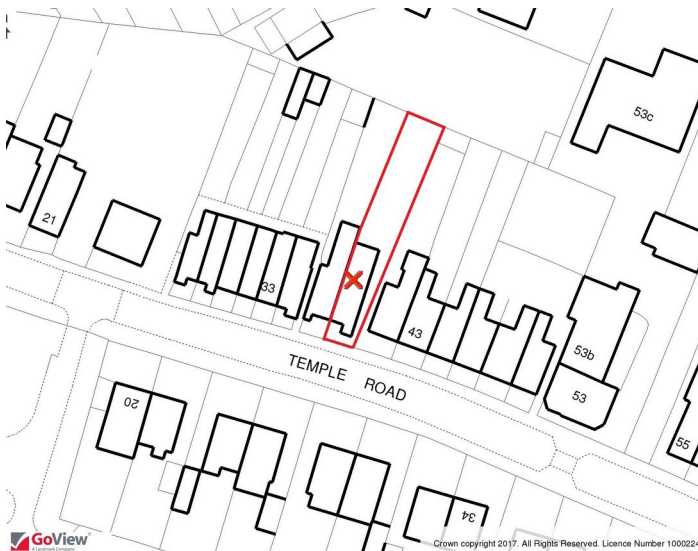 53c
21
33
43
TEMPLE ROAD
53b
53
55
20
34
GoView
A Landmark Company
Crown copyright 2017. All Rights Reserved. Licence Number 1000224